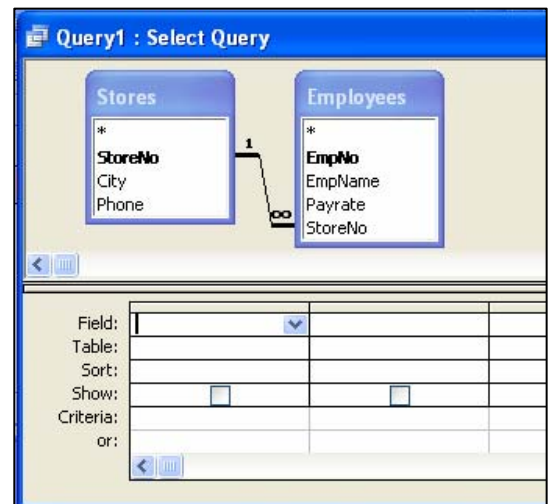 Query1 : Select Query
Stores
*
StoreNo
City
Phone
1
∞
Employees
*
EmpNo
EmpName
Payrate
StoreNo
Field:
Table:
Sort:
Show:
Criteria:
or: